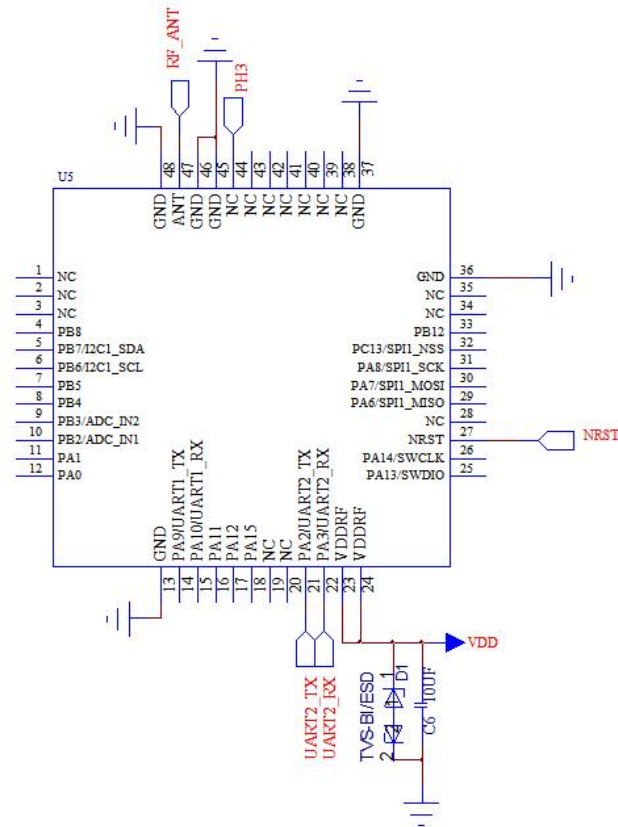 RF_ANT
PH3
48 47 46 45 44 43 42 41 40 39 38 37
U5
GND ANT GND GND NC NC NC NC NC NC NC GND
1 NC
2 NC
3 NC
4 PB8
5 PB7/I2C1_SDA
6 PB6/I2C1_SCL
7 PB5
8 PB4
9 PB3/ADC_IN2
10 PB2/ADC_IN1
11 PA1
12 PA0
GND 36
NC 35
NC 34
PB12 33
PC13/SPI1_NSS 32
PA8/SPI1_SCK 31
PA7/SPI1_MOSI 30
PA6/SPI1_MISO 29
NC 28
NRST 27
NRST
PA14/SWCLK 26
PA13/SWDIO 25
GND PA9/UART1_TX PA10/UART1_RX PA11 PA12 PA15 NC NC PA2/UART2_TX PA3/UART2_RX VDDRF VDDRF
13 14 15 16 17 18 19 20 21 22 23 24
VDD
UART2_TX
UART2_RX
TVS-BI/ESD
2 1
D1
C6 10UF